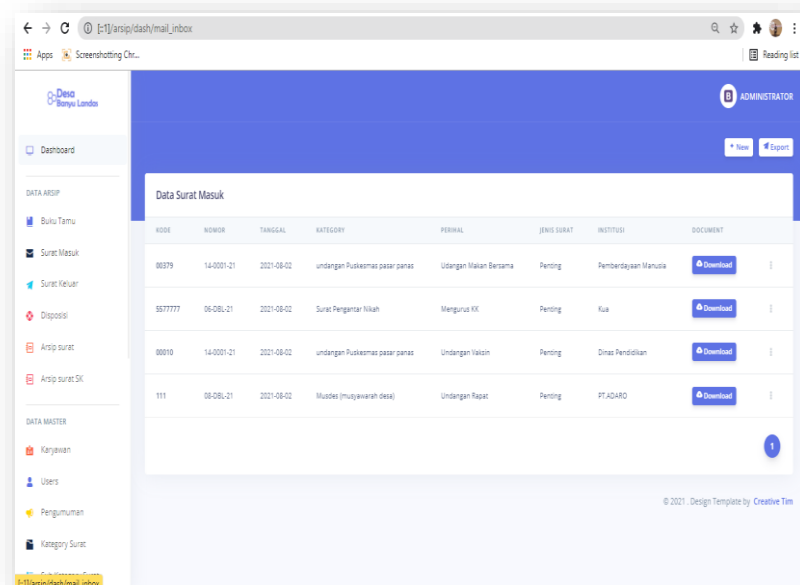 [::1]/arsip/dash/mail_inbox
Apps Screenshotting Chr... Reading list
Desa
Banyu Landas
B ADMINISTRATOR
Dashboard
+ New Export
DATA ARSIP
Data Surat Masuk
Buku Tamu
KODE NOMOR TANGGAL KATEGORY PERIHAL JENIS SURAT INSTITUSI DOCUMENT
Surat Masuk
00379 14-0001-21 2021-08-02 undangan Puskesmas pasar panas Udangan Makan Bersama Penting Pemberdayaan Manusia Download
Surat Keluar
5577777 06-DBL-21 2021-08-02 Surat Pengantar Nikah Mengurus KK Penting Kua Download
Disposisi
Arsip surat
00010 14-0001-21 2021-08-02 undangan Puskesmas pasar panas Undangan Vaksin Penting Dinas Pendidikan Download
Arsip surat SK
111 08-DBL-21 2021-08-02 Musdes (musyawarah desa) Undangan Rapat Penting PT.ADARO Download
DATA MASTER
Karyawan
1
Users
© 2021 . Design Template by Creative Tim
Pengumuman
Kategory Surat
[::1]/arsip/dash/mail_inbox